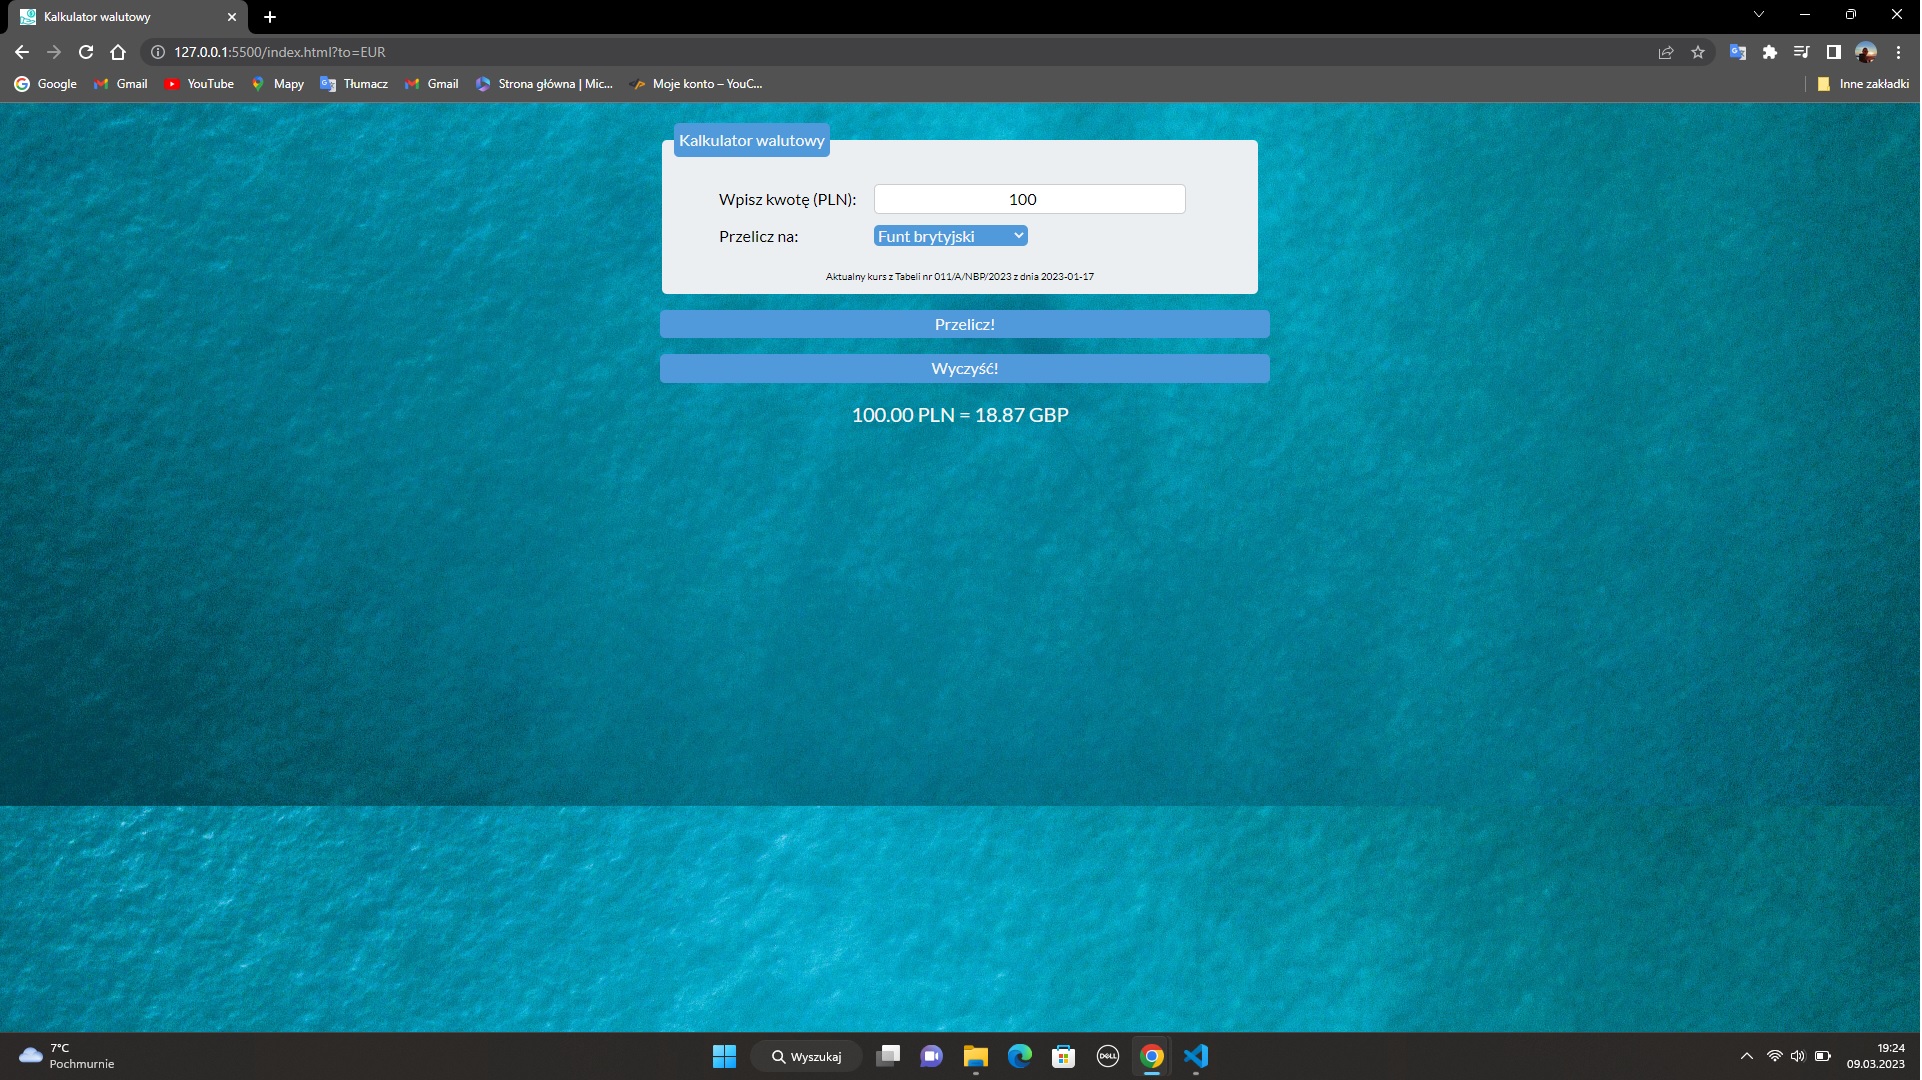 Kalkulator walutowy
127.0.0.1:5500/index.html?to=EUR
Google Gmail YouTube Mapy Tłumacz Gmail Strona główna | Mic... Moje konto – YouC... Inne zakładki
Kalkulator walutowy
Wpisz kwotę (PLN): 100
Przelicz na: Funt brytyjski
Aktualny kurs z Tabeli nr 011/A/NBP/2023 z dnia 2023-01-17
Przelicz!
Wyczyść!
100.00 PLN = 18.87 GBP
7°C
Pochmurnie
Wyszukaj
DELL
19:24
09.03.2023